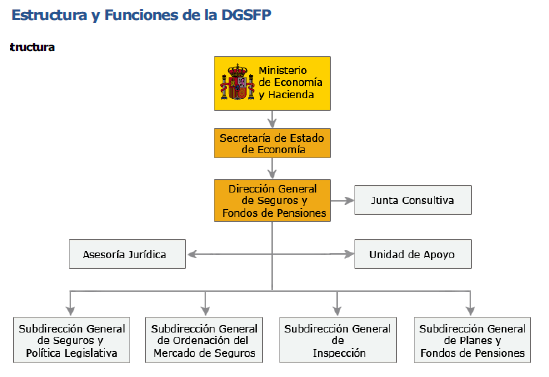 Estructura y Funciones de la DGSFP
tructura
Ministerio
de Economía
y Hacienda
Secretaría de Estado
de Economía
Dirección General
de Seguros y
Fondos de Pensiones
Junta Consultiva
Asesoría Jurídica
Unidad de Apoyo
Subdirección General
de Seguros y
Política Legislativa
Subdirección General
de Ordenación del
Mercado de Seguros
Subdirección General
de
Inspección
Subdirección General
de Planes y
Fondos de Pensiones